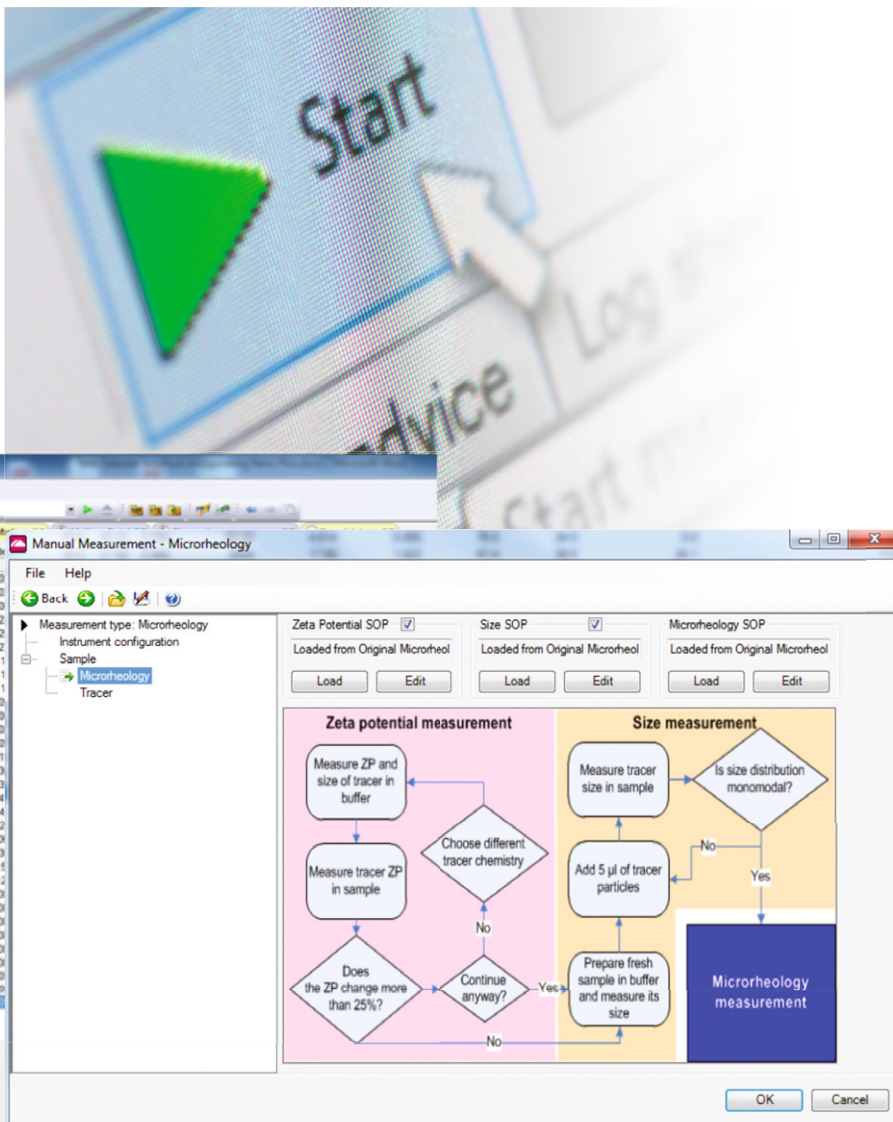 Start
advice
Log
Start
Manual Measurement - Microrheology
File Help
Back
Measurement type: Microrheology
Instrument configuration
Sample
Microrheology
Tracer
Zeta Potential SOP
Loaded from Original Microrheol
Load Edit
Size SOP
Loaded from Original Microrheol
Load Edit
Microrheology SOP
Loaded from Original Microrheol
Load Edit
Zeta potential measurement
Measure ZP and
size of tracer in
buffer
Measure tracer ZP
in sample
Does
the ZP change more
than 25%?
Continue
anyway?
No
Choose different
tracer chemistry
Yes
No
Size measurement
Prepare fresh
sample in buffer
and measure its
size
Add 5 µl of tracer
particles
Measure tracer
size in sample
Is size distribution
monomodal?
No
Yes
Microrheology
measurement
OK Cancel